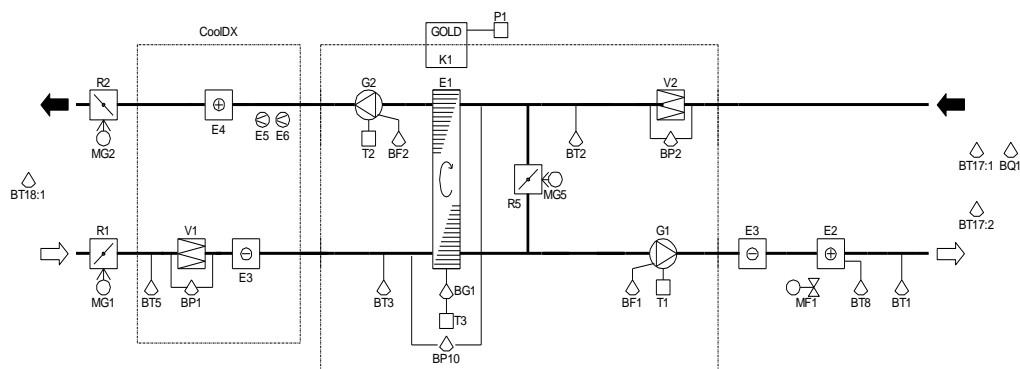 P1
CoolDX
GOLD
K1
R2
G2
E1
V2
E4
E5 E6
T2
BF2
BT2
BP2
MG2
BT17:1
BQ1
BT18:1
R5
MG5
BT17:2
R1
V1
G1
E3
E2
E3
MG1
BT5
BP1
BT3
BG1
BF1
T1
MF1
BT8
BT1
T3
BP10